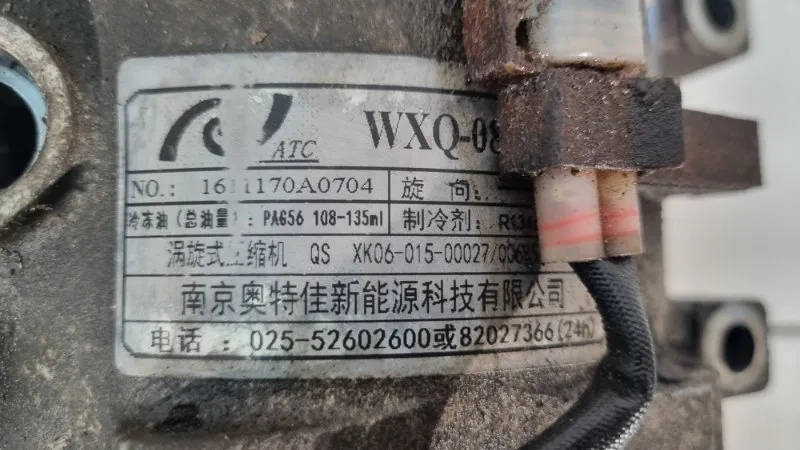 ATC WXQ-08
NO.: 1611170A0704 旋 向:
冷冻油(总油量): PAG56 108-135ml 制冷剂: R134
涡旋式压缩机 QS XK06-015-00027/
南京奥特佳新能源科技有限公司
电话: 025-52602600或82027366(24h)